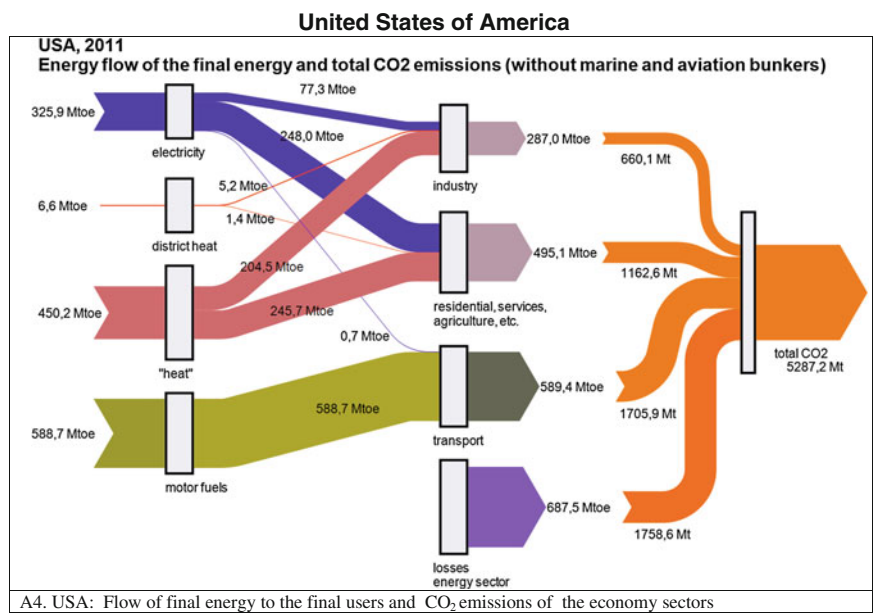 United States of America
USA, 2011
Energy flow of the final energy and total CO2 emissions (without marine and aviation bunkers)
325,9 Mtoe
electricity
77,3 Mtoe
248,0 Mtoe
6,6 Mtoe
district heat
5,2 Mtoe
1,4 Mtoe
450,2 Mtoe
"heat"
204,5 Mtoe
245,7 Mtoe
0,7 Mtoe
588,7 Mtoe
motor fuels
588,7 Mtoe
industry
287,0 Mtoe
660,1 Mt
residential, services,
agriculture, etc.
495,1 Mtoe
1162,6 Mt
transport
589,4 Mtoe
1705,9 Mt
losses
energy sector
687,5 Mtoe
1758,6 Mt
total CO2
5287,2 Mt
A4. USA: Flow of final energy to the final users and CO2 emissions of the economy sectors